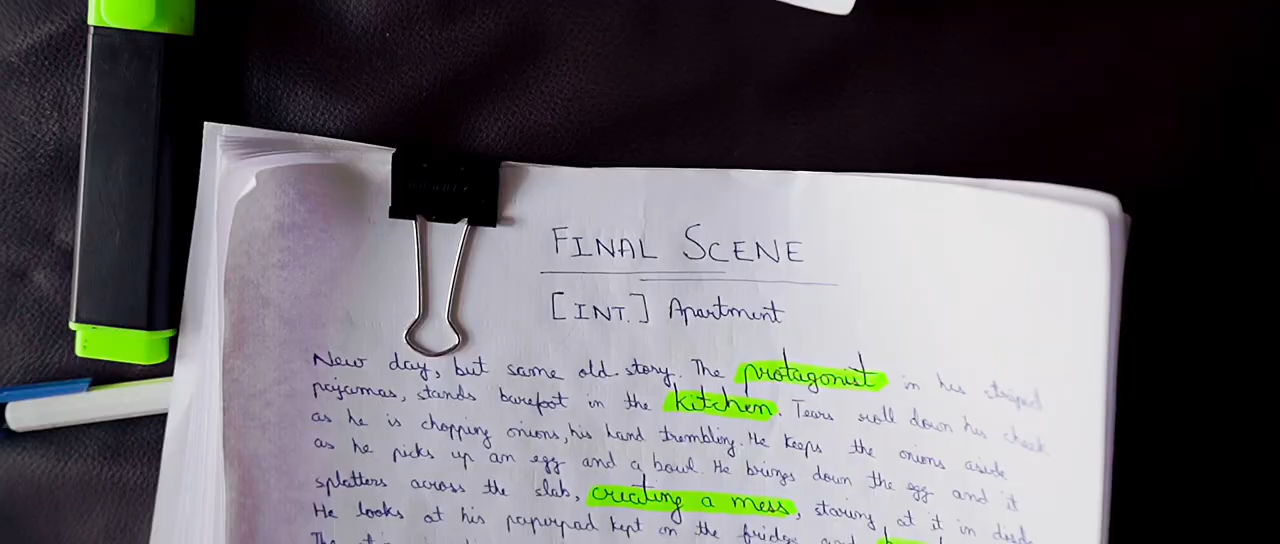 FINAL SCENE
[INT.] Apartment
New day, but same old story. The protagonist in his striped
pajamas, stands barefoot in the kitchen. Tears roll down his cheek
as he is chopping onions, his hand trembling. He keeps the onions aside
as he picks up an egg and a bowl. He brings down the egg and it
splatters across the slab, creating a mess, staring at it in
He looks at his paperpad kept on the fridge and
The